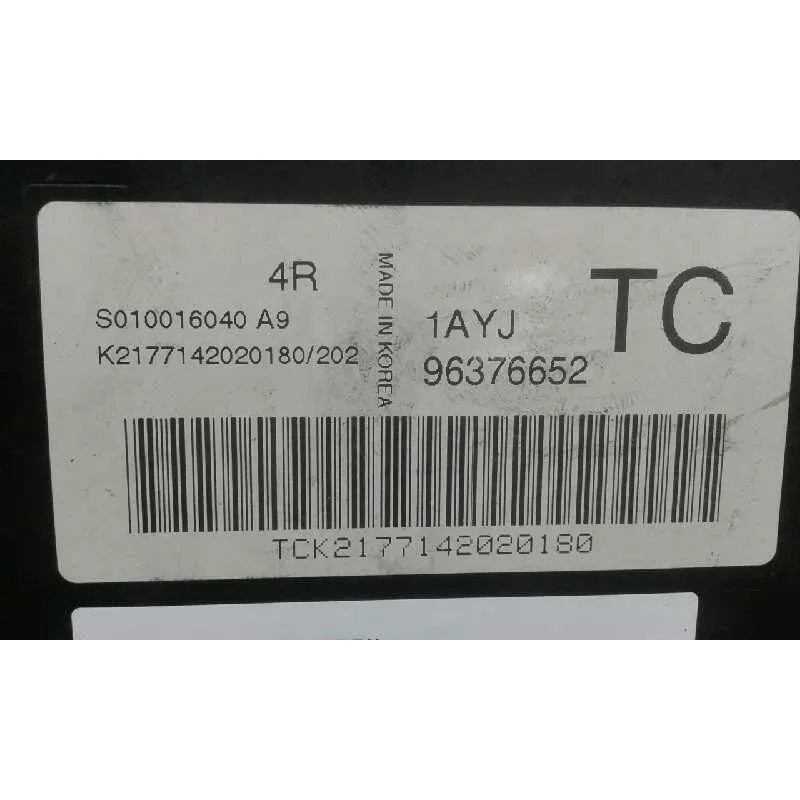 4R
S010016040 A9
K2177142020180/202
MADE IN KOREA
1AYJ
TC
96376652
TCK2177142020180